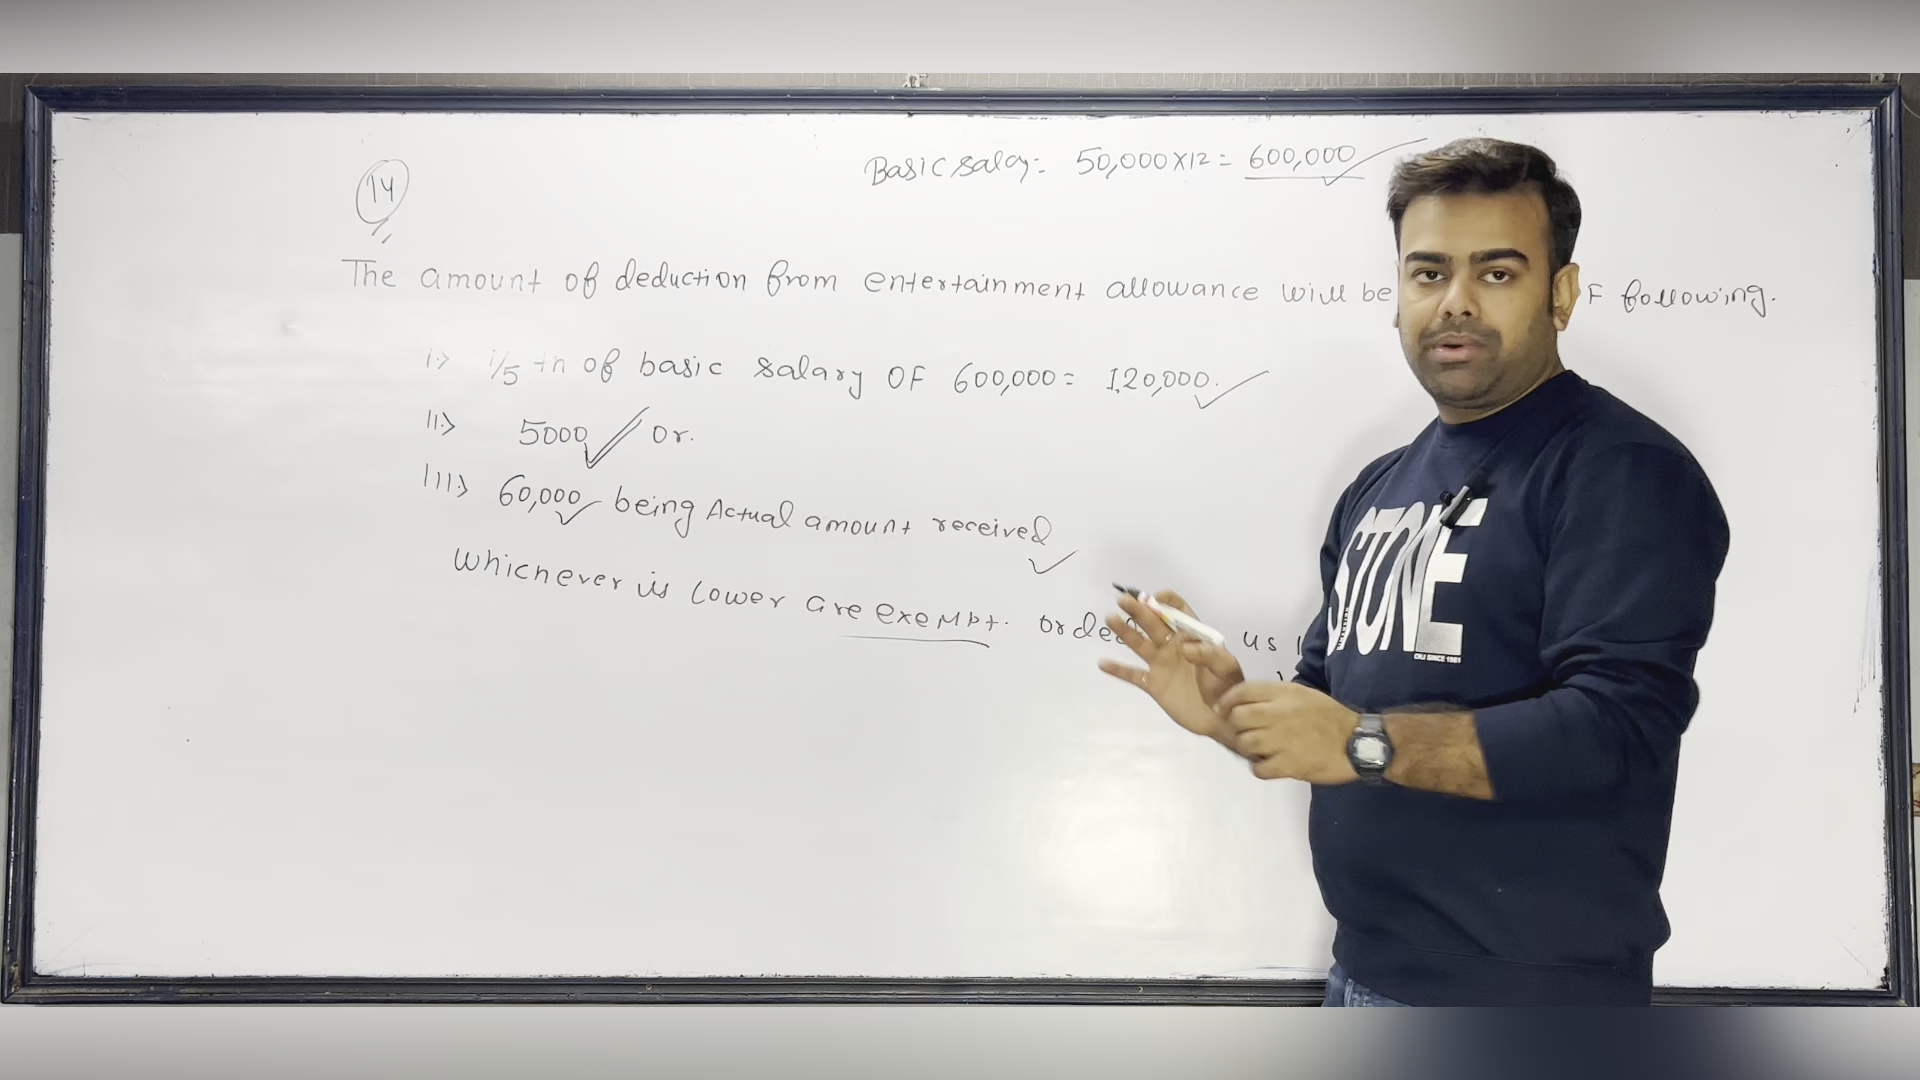 14
Basic salary: 50,000x12 = 600,000
The amount of deduction from entertainment allowance will be F following.
i> 1/5 th of basic salary OF 600,000 = 1,20,000.
II> 5000 Or.
III> 60,000 being Actual amount received
Whichever is lower are exempt. or ded us
STONE